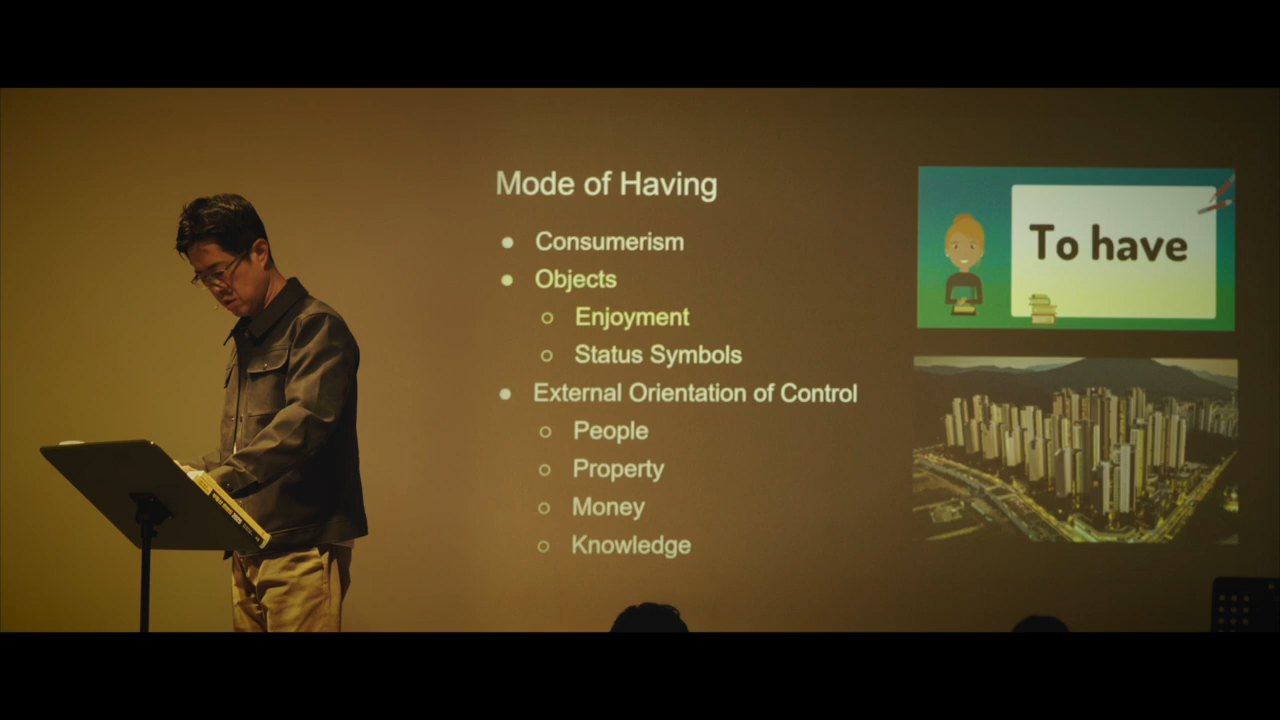 Mode of Having
Consumerism
Objects
Enjoyment
Status Symbols
External Orientation of Control
People
Property
Money
Knowledge
To have